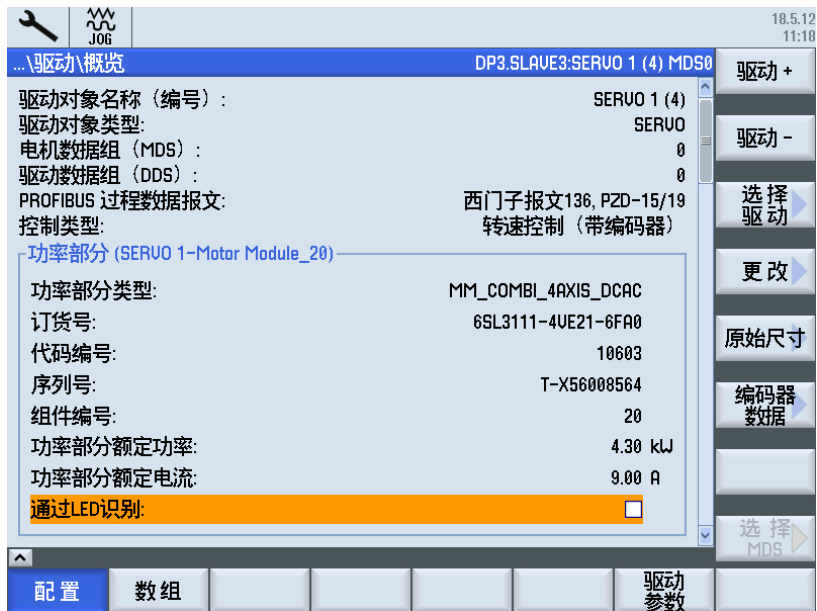 JOG
18.5.12
11:18
...\驱动\概览 DP3.SLAVE3:SERVO 1 (4) MDS0
驱动对象名称（编号）: SERVO 1 (4)
驱动对象类型: SERVO
电机数据组（MDS）: 0
驱动数据组（DDS）: 0
PROFIBUS 过程数据报文: 西门子报文136, PZD-15/19
控制类型: 转速控制（带编码器）
功率部分 (SERVO 1-Motor Module_20)
功率部分类型: MM_COMBI_4AXIS_DCAC
订货号: 6SL3111-4VE21-6FA0
代码编号: 10603
序列号: T-X56008564
组件编号: 20
功率部分额定功率: 4.30 kW
功率部分额定电流: 9.00 A
通过LED识别:
驱动 +
驱动 -
选择
驱动
更改
原始尺寸
编码器
数据
选择
MDS
配置
数组
驱动
参数